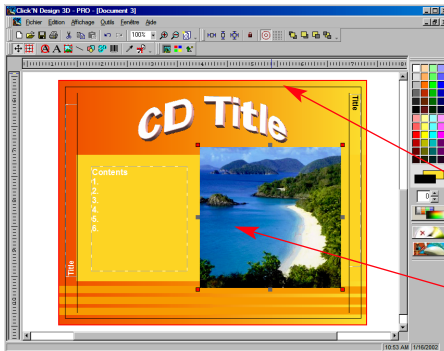 Click'N Design 3D - PRO - [Document 3]
Fichier Edition Affichage Outils Fenêtre Aide
100%
CD Title
Title
Contents
1.
2.
3.
4.
5.
6.
Title
0
10:53 AM 1/16/2002